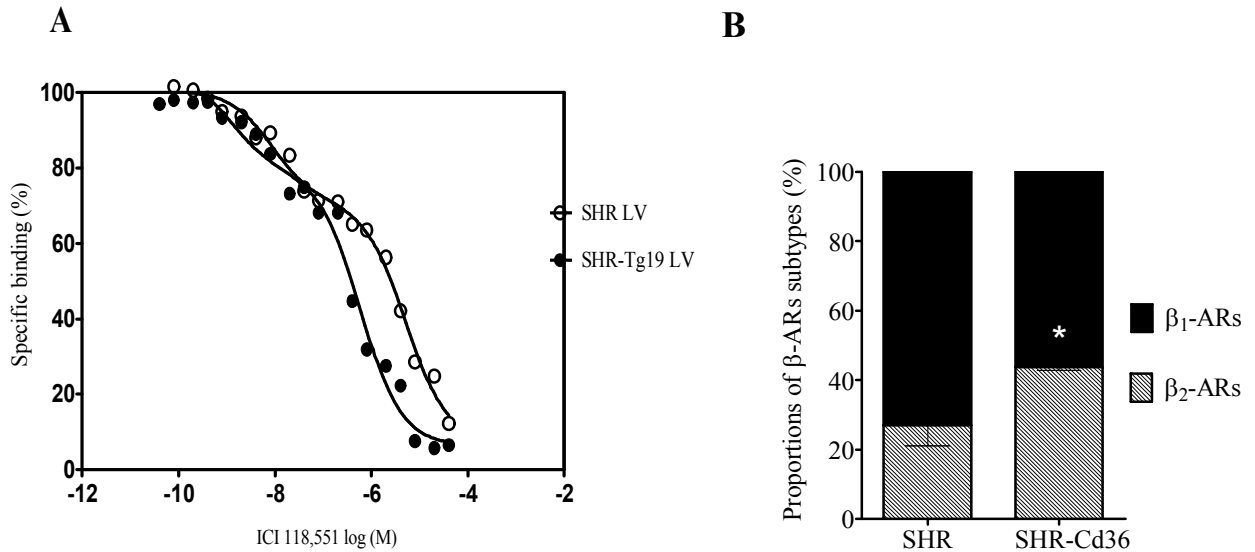 A
100
80
60
40
20
0
Specific binding (%)
-12
-10
-8
-6
-4
-2
ICI 118,551 log (M)
SHR LV
SHR-Tg19 LV
B
100
80
60
40
20
0
Proportions of β-ARs subtypes (%)
*
SHR
SHR-Cd36
β1-ARs
β2-ARs